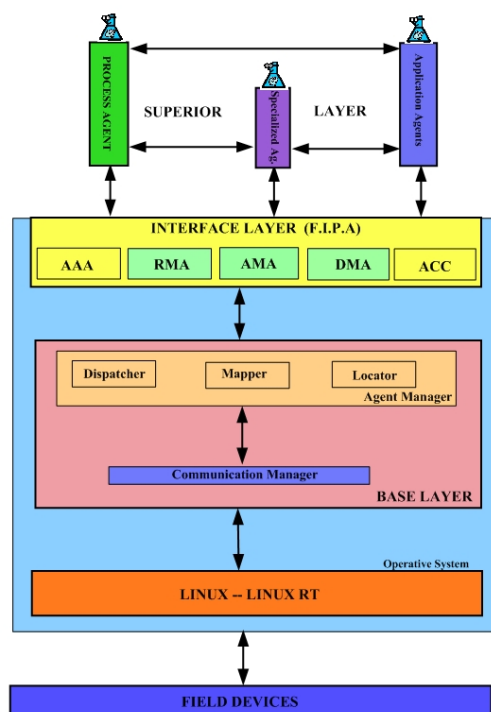 PROCESS AGENT
SUPERIOR
Specialized Ag.
LAYER
Application Agents
INTERFACE LAYER (F.I.P.A)
AAA
RMA
AMA
DMA
ACC
Dispatcher
Mapper
Locator
Agent Manager
Communication Manager
BASE LAYER
Operative System
LINUX -- LINUX RT
FIELD DEVICES